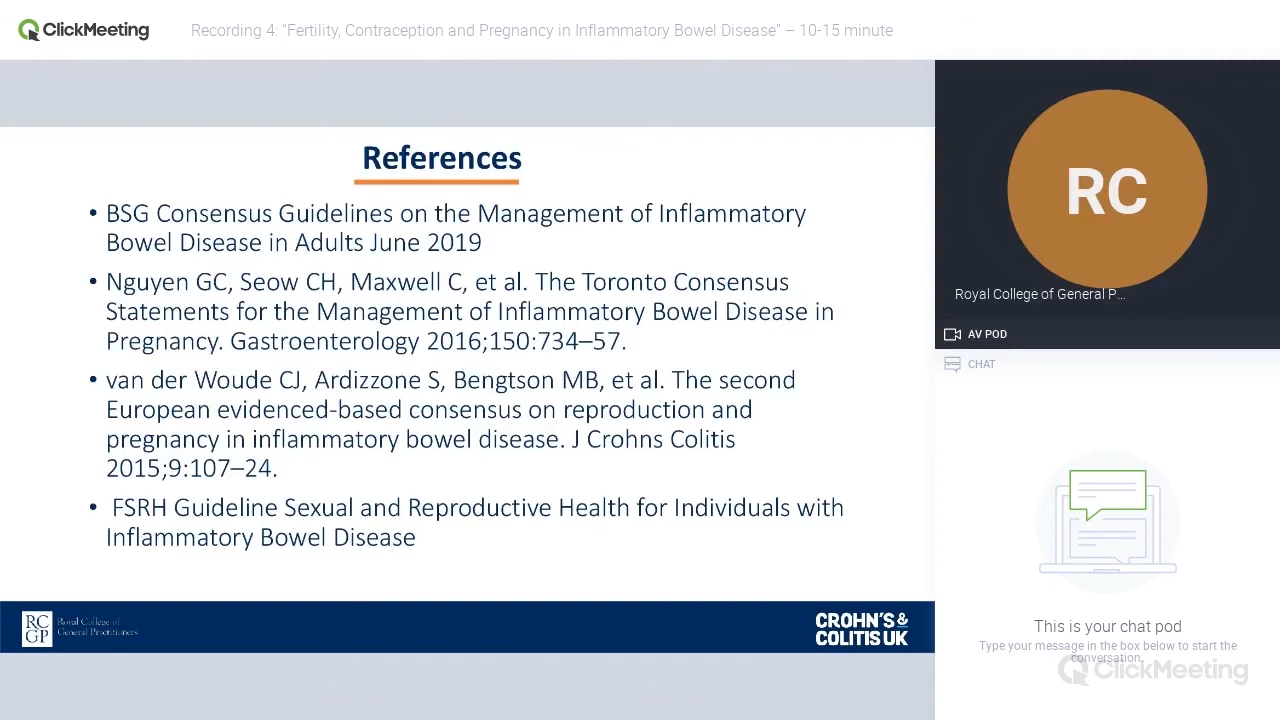 ClickMeeting
Recording 4: "Fertility, Contraception and Pregnancy in Inflammatory Bowel Disease" – 10-15 minute
References
• BSG Consensus Guidelines on the Management of Inflammatory
Bowel Disease in Adults June 2019
• Nguyen GC, Seow CH, Maxwell C, et al. The Toronto Consensus
Statements for the Management of Inflammatory Bowel Disease in
Pregnancy. Gastroenterology 2016;150:734–57.
• van der Woude CJ, Ardizzone S, Bengtson MB, et al. The second
European evidenced-based consensus on reproduction and
pregnancy in inflammatory bowel disease. J Crohns Colitis
2015;9:107–24.
• FSRH Guideline Sexual and Reproductive Health for Individuals with
Inflammatory Bowel Disease
RC
GP
Royal College of
General Practitioners
CROHN'S &
COLITIS UK
RC
Royal College of General P...
AV POD
CHAT
This is your chat pod
Type your message in the box below to start the
conversation.
ClickMeeting